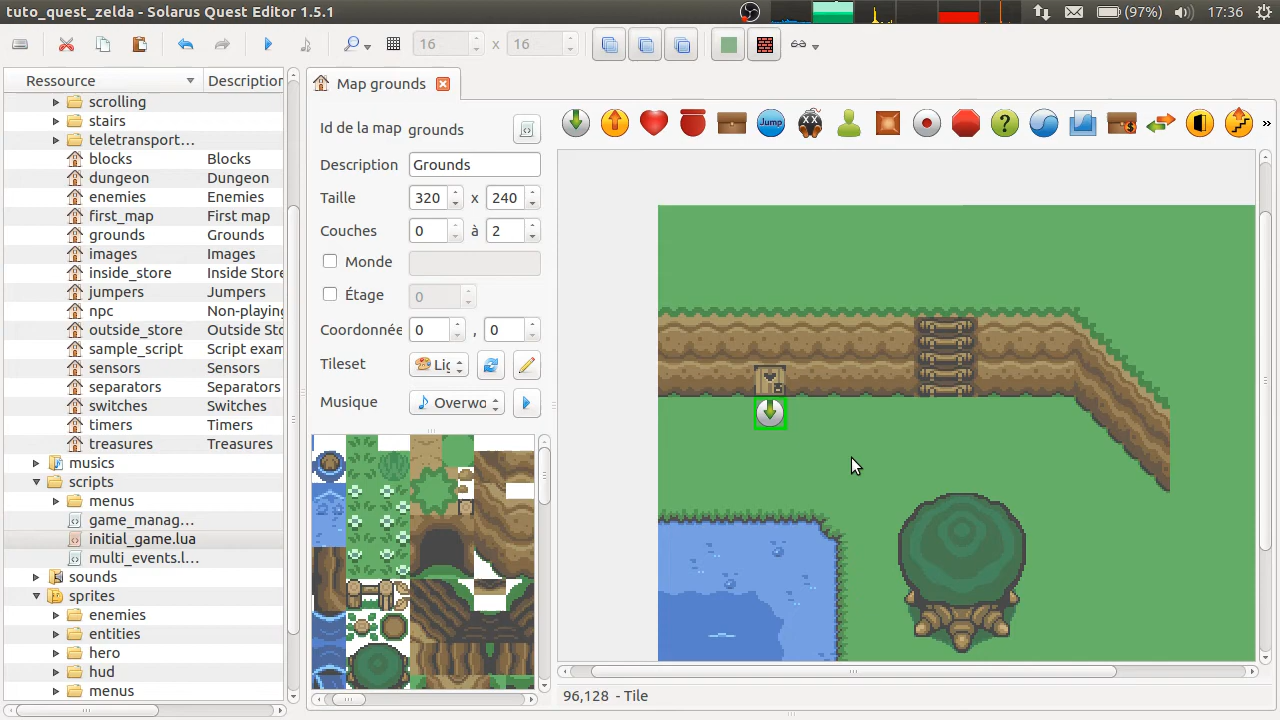 tuto_quest_zelda - Solarus Quest Editor 1.5.1
(97%)
17:36
16 x 16
Ressource Description
Map grounds
scrolling
stairs
teletransport...
blocks Blocks
dungeon Dungeon
enemies Enemies
first_map First map
grounds Grounds
images Images
inside_store Inside Store
jumpers Jumpers
npc Non-playing
outside_store Outside Sto
sample_script Script exam
sensors Sensors
separators Separators
switches Switches
timers Timers
treasures Treasures
musics
scripts
menus
game_manag...
initial_game.lua
multi_events.l...
sounds
sprites
enemies
entities
hero
hud
menus
Id de la map grounds
Description Grounds
Taille 320 x 240
Couches 0 à 2
Monde
Étage 0
Coordonnée 0 , 0
Tileset Lig
Musique Overwo
Jump
?
$
»
96,128 - Tile